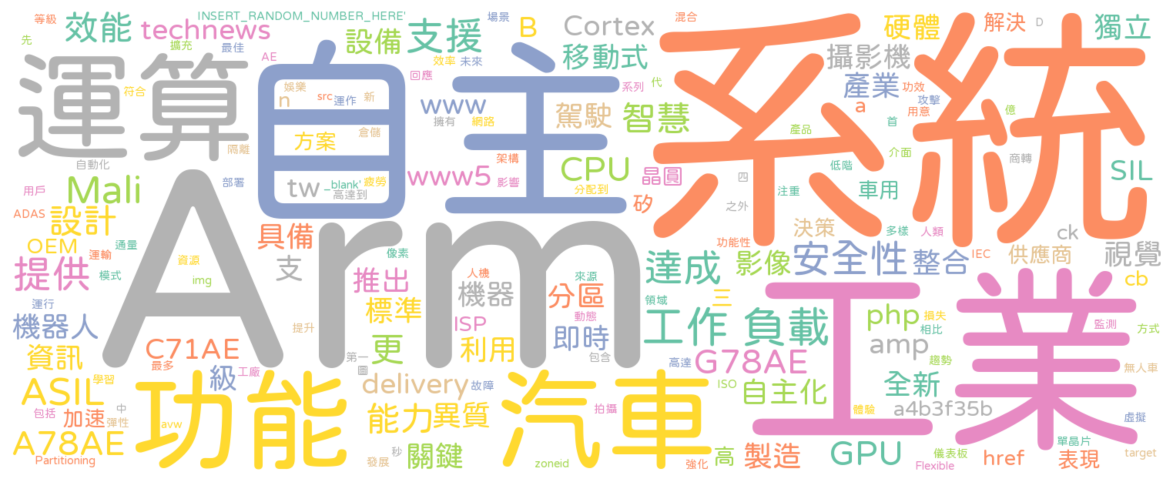 等級 效能 technews INSERT_RANDOM_NUMBER_HERE' 場景 B Cortex 混合 硬體 解決 D 獨立
先 擴充 最佳 AE 設備 支援 效率 未來 移動式 攝影機
運算 自主 系統
符合 娛樂 n src 運作 新 回應 www 擁有 網路 系列 代 駕駛 智慧 產業 a 功效 攻擊 用意 首 億
隔離 方案 倉儲 架構 產品 介面 商轉
自動化 Mali 部署 tw _blank' 疲勞 高達到 www5 影響 CPU 分配到 晶圓 矽 四 注重 低階 車用 SIL
用戶 ADAS 設計 之外 決策 多樣 人類 ck
OEM 運輸 通量 具備 像素 功能性 IEC 供應商 視覺
提供 模式 資源 img 支 推出 人機 機器 來源 動態 分區 達成 影像 安全性 整合 cb
Arm
運行 機器人 提升 標準 ISP 即時 領域 三 工作 負載 php 損失 相比 amp 監測 方式
工業
資訊 C71AE 最多 第一 圖 更 利用 包含 高達 G78AE 趨勢 無人車
ASIL 學習 級 工廠 delivery 故障 ISO 自主化 全新 a4b3f35b
功能 汽車
包括 加速 中 彈性 avw 能力 異質 拍攝 體驗 虛擬
A78AE 秒 關鍵 強化 高 製造 GPU 儀表板 單晶片
Partitioning 發展 zoneid Flexible href 表現 target